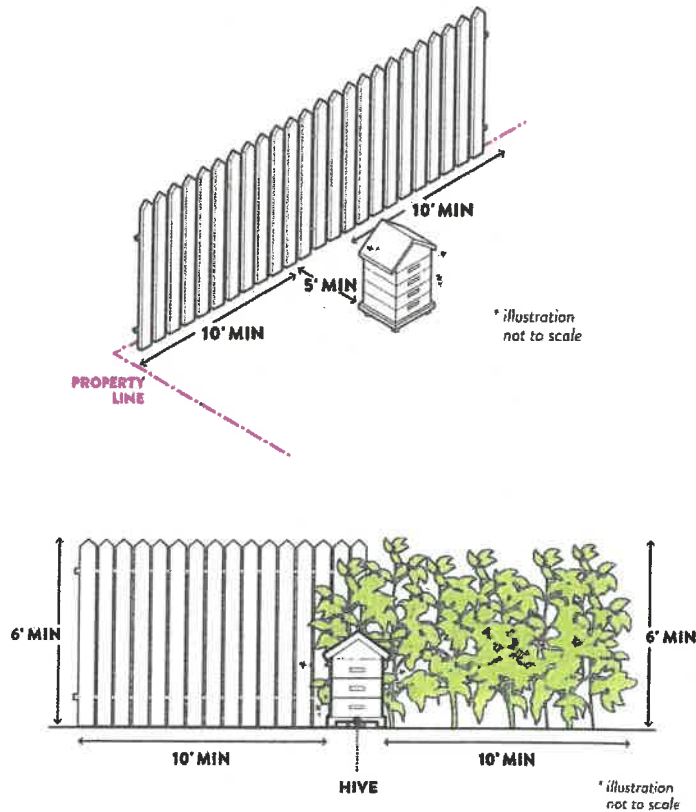 10' MIN
5' MIN
10' MIN
* illustration
not to scale
PROPERTY
LINE
6' MIN
6' MIN
10' MIN
10' MIN
HIVE
* illustration
not to scale